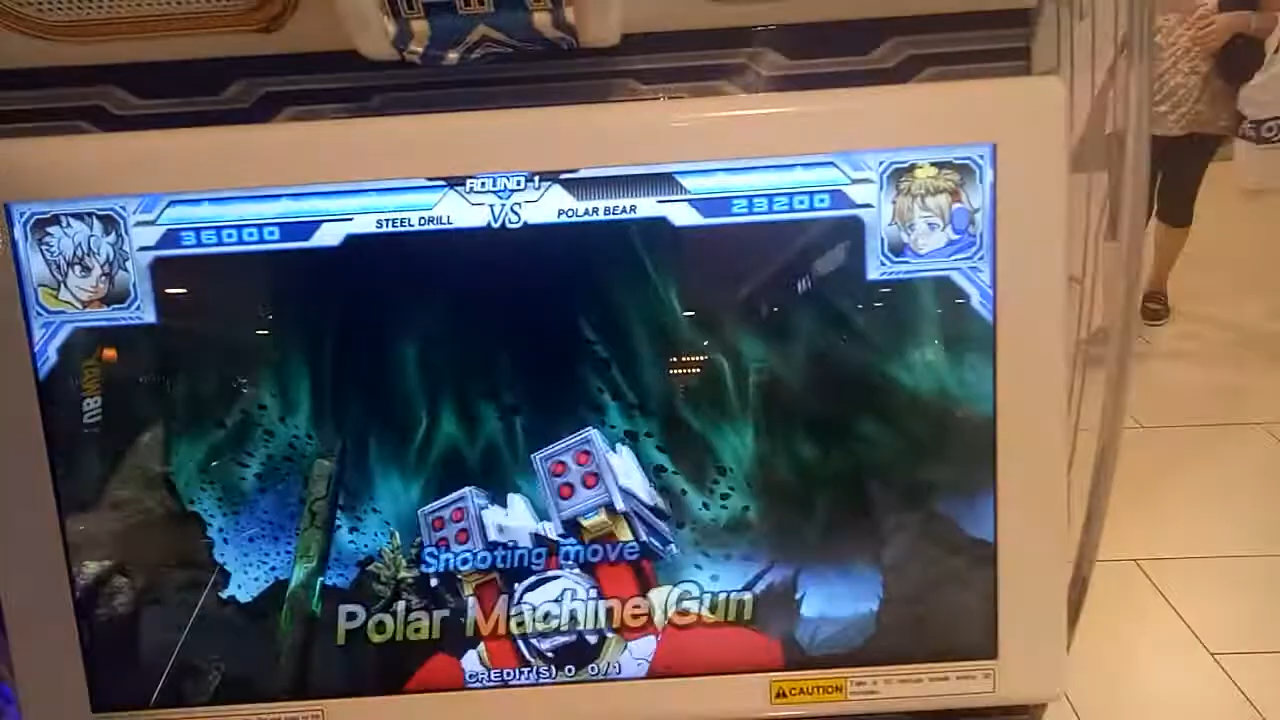 ROUND 1
36000
STEEL DRILL
VS.
POLAR BEAR
23200
Shooting move
Polar Machine Gun
CREDIT(S) 0 0/1
CAUTION